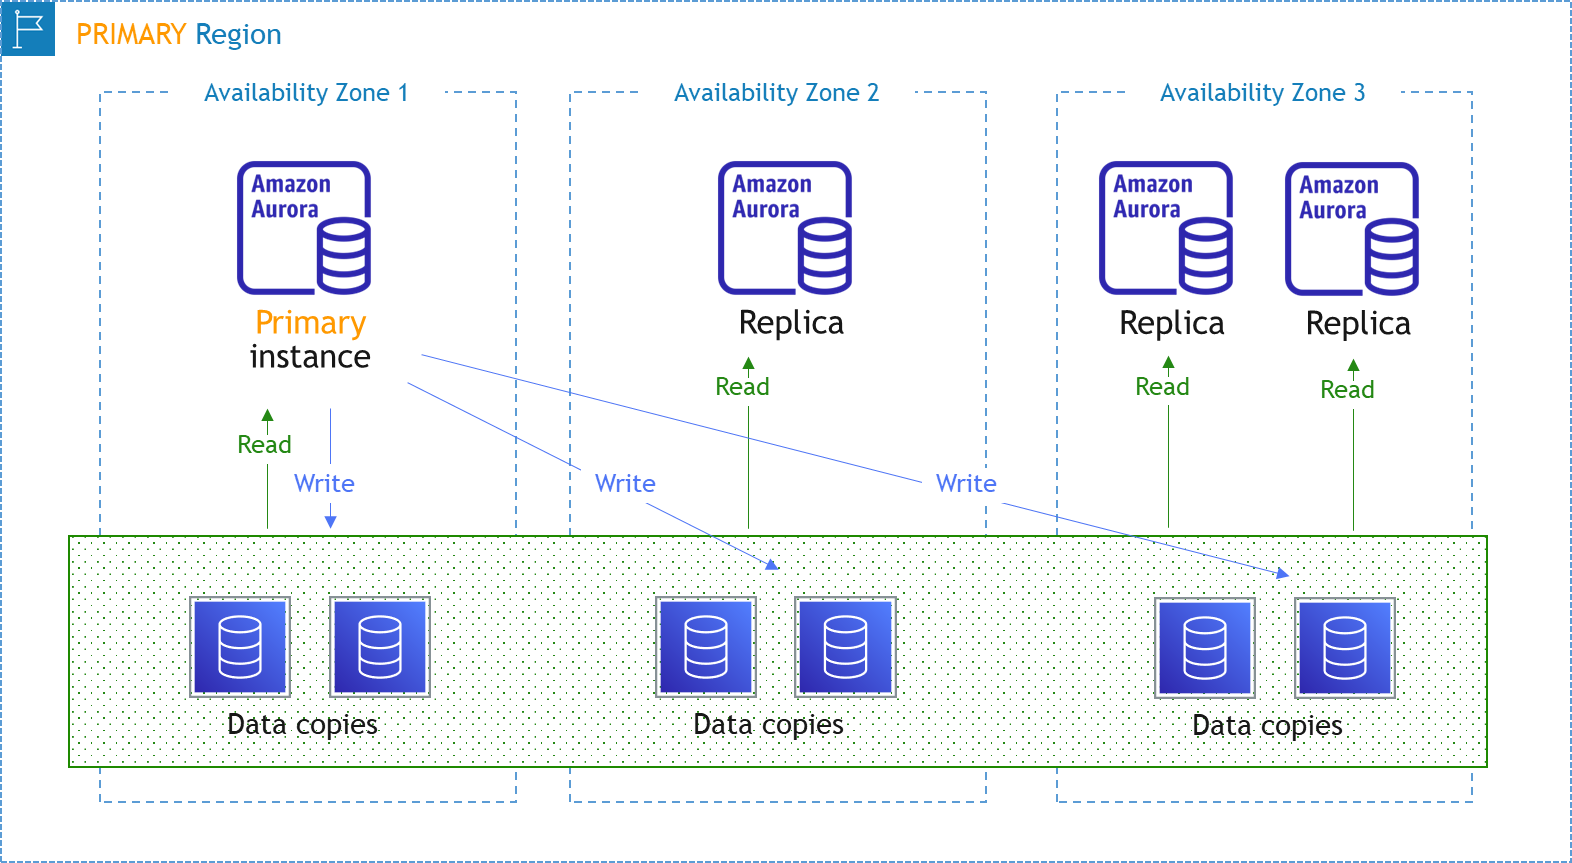 PRIMARY Region
Availability Zone 1
Availability Zone 2
Availability Zone 3
Amazon
Aurora
Amazon
Aurora
Amazon
Aurora
Amazon
Aurora
Primary
instance
Replica
Replica
Replica
Read
Read
Read
Read
Write
Write
Write
Data copies
Data copies
Data copies